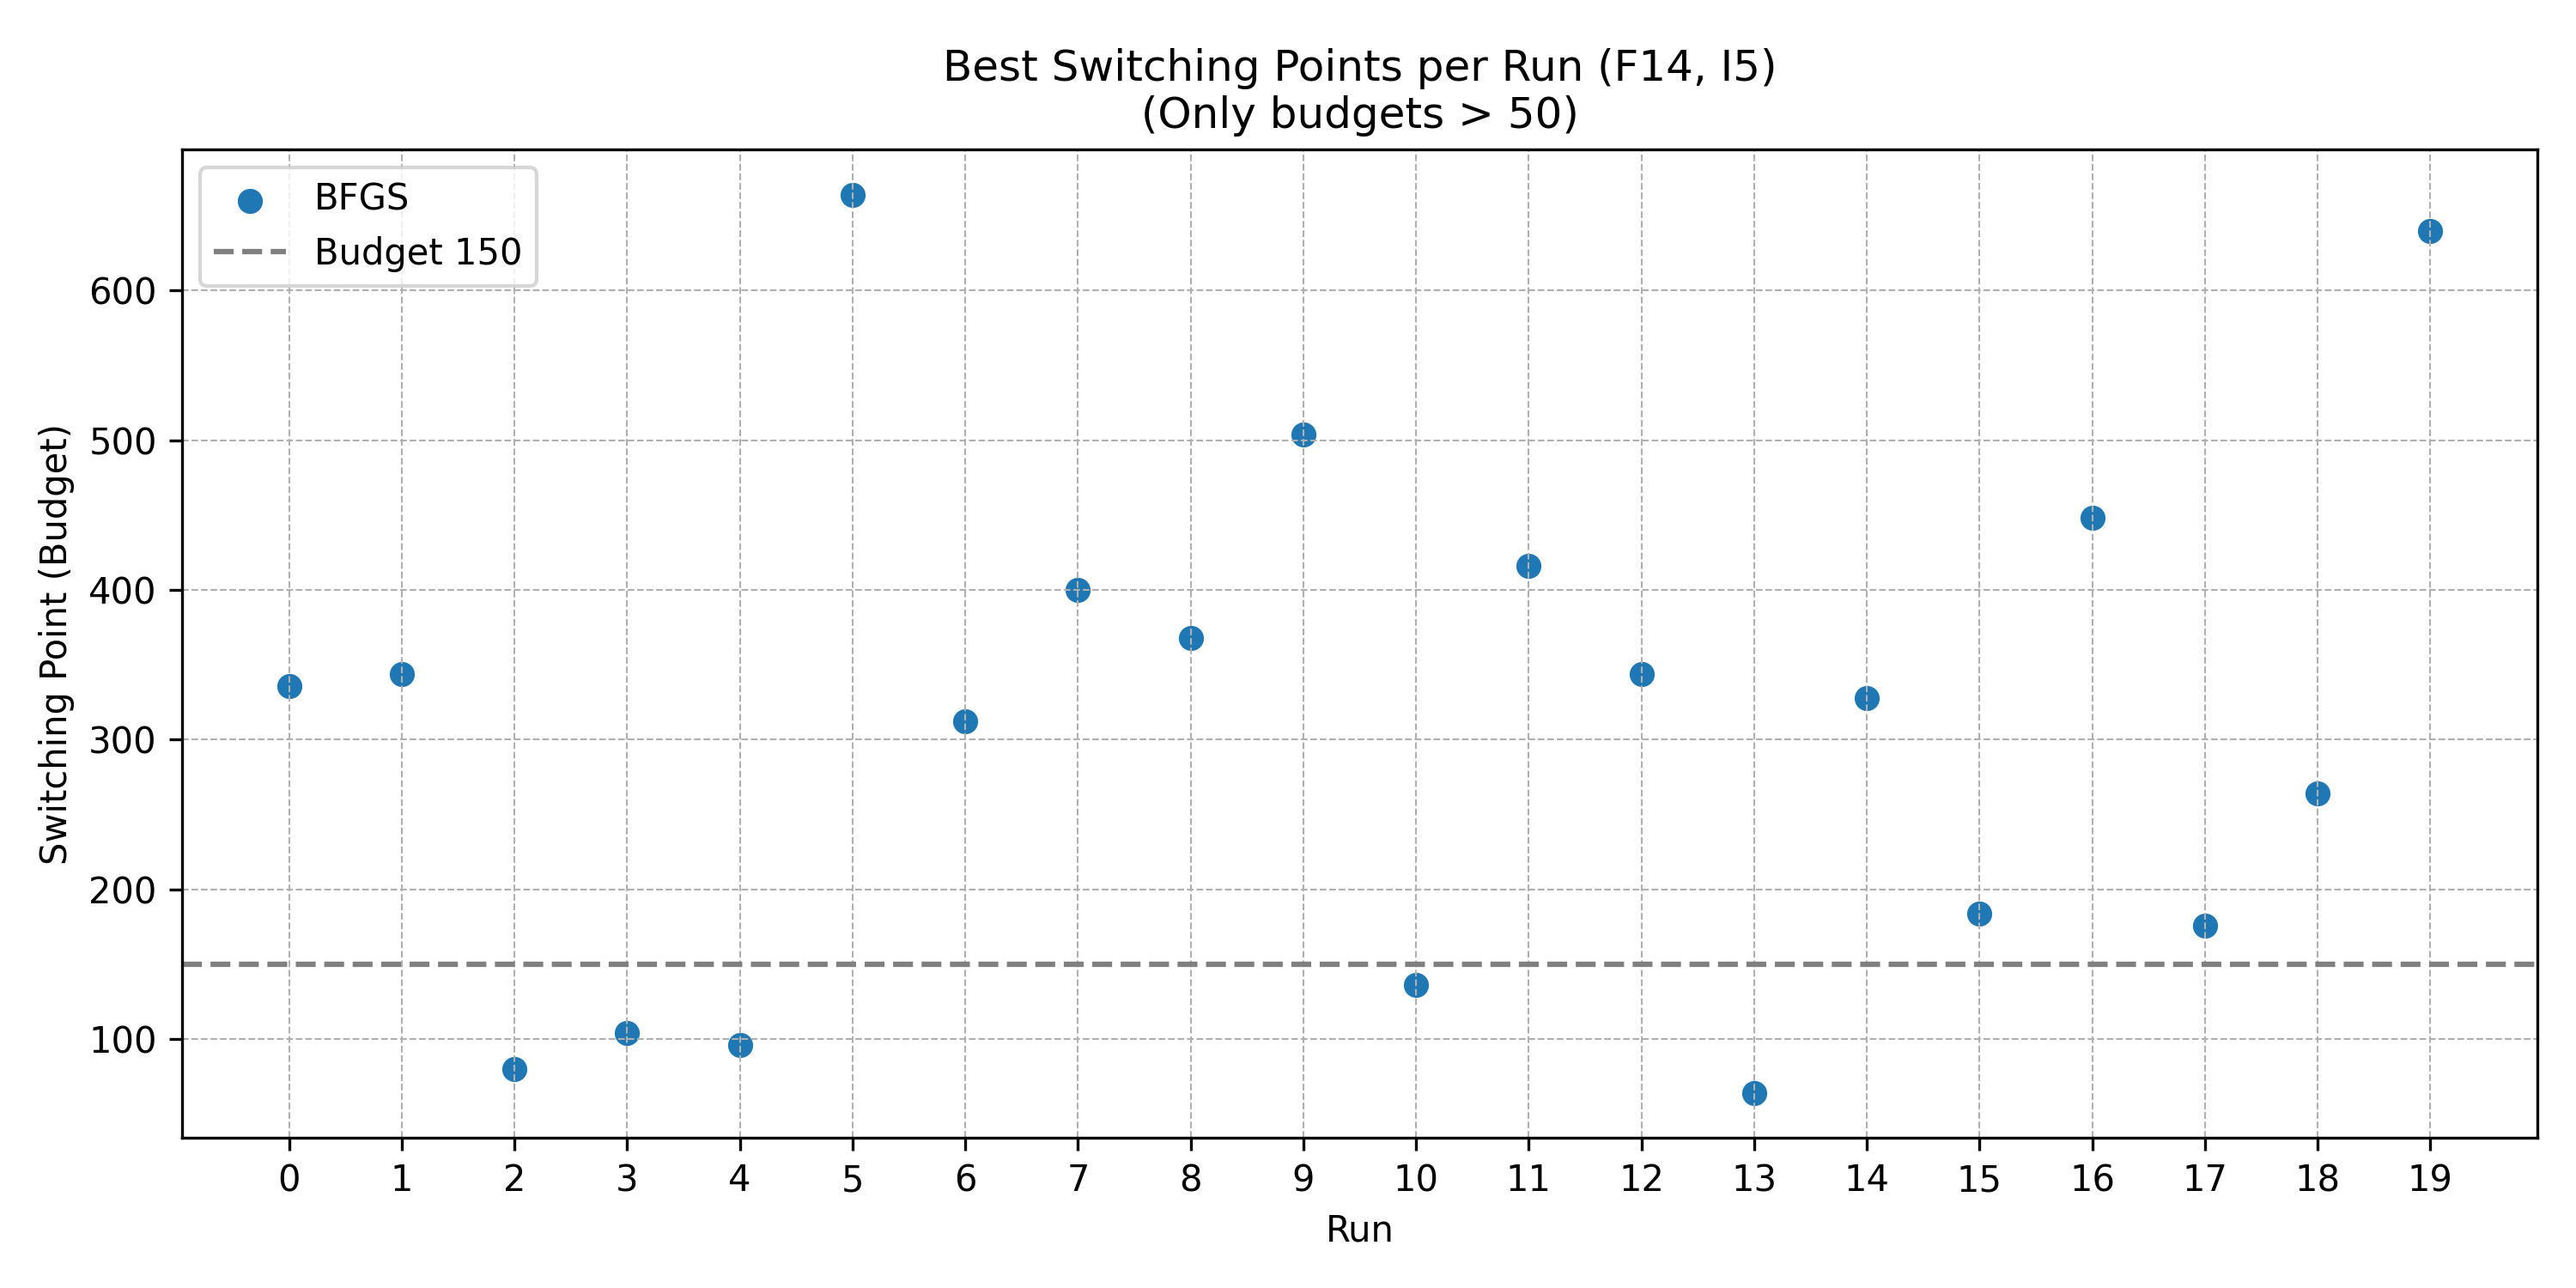 Best Switching Points per Run (F14, I5)
(Only budgets > 50)
BFGS
Budget 150
Switching Point (Budget)
600
500
400
300
200
100
0 1 2 3 4 5 6 7 8 9 10 11 12 13 14 15 16 17 18 19
Run